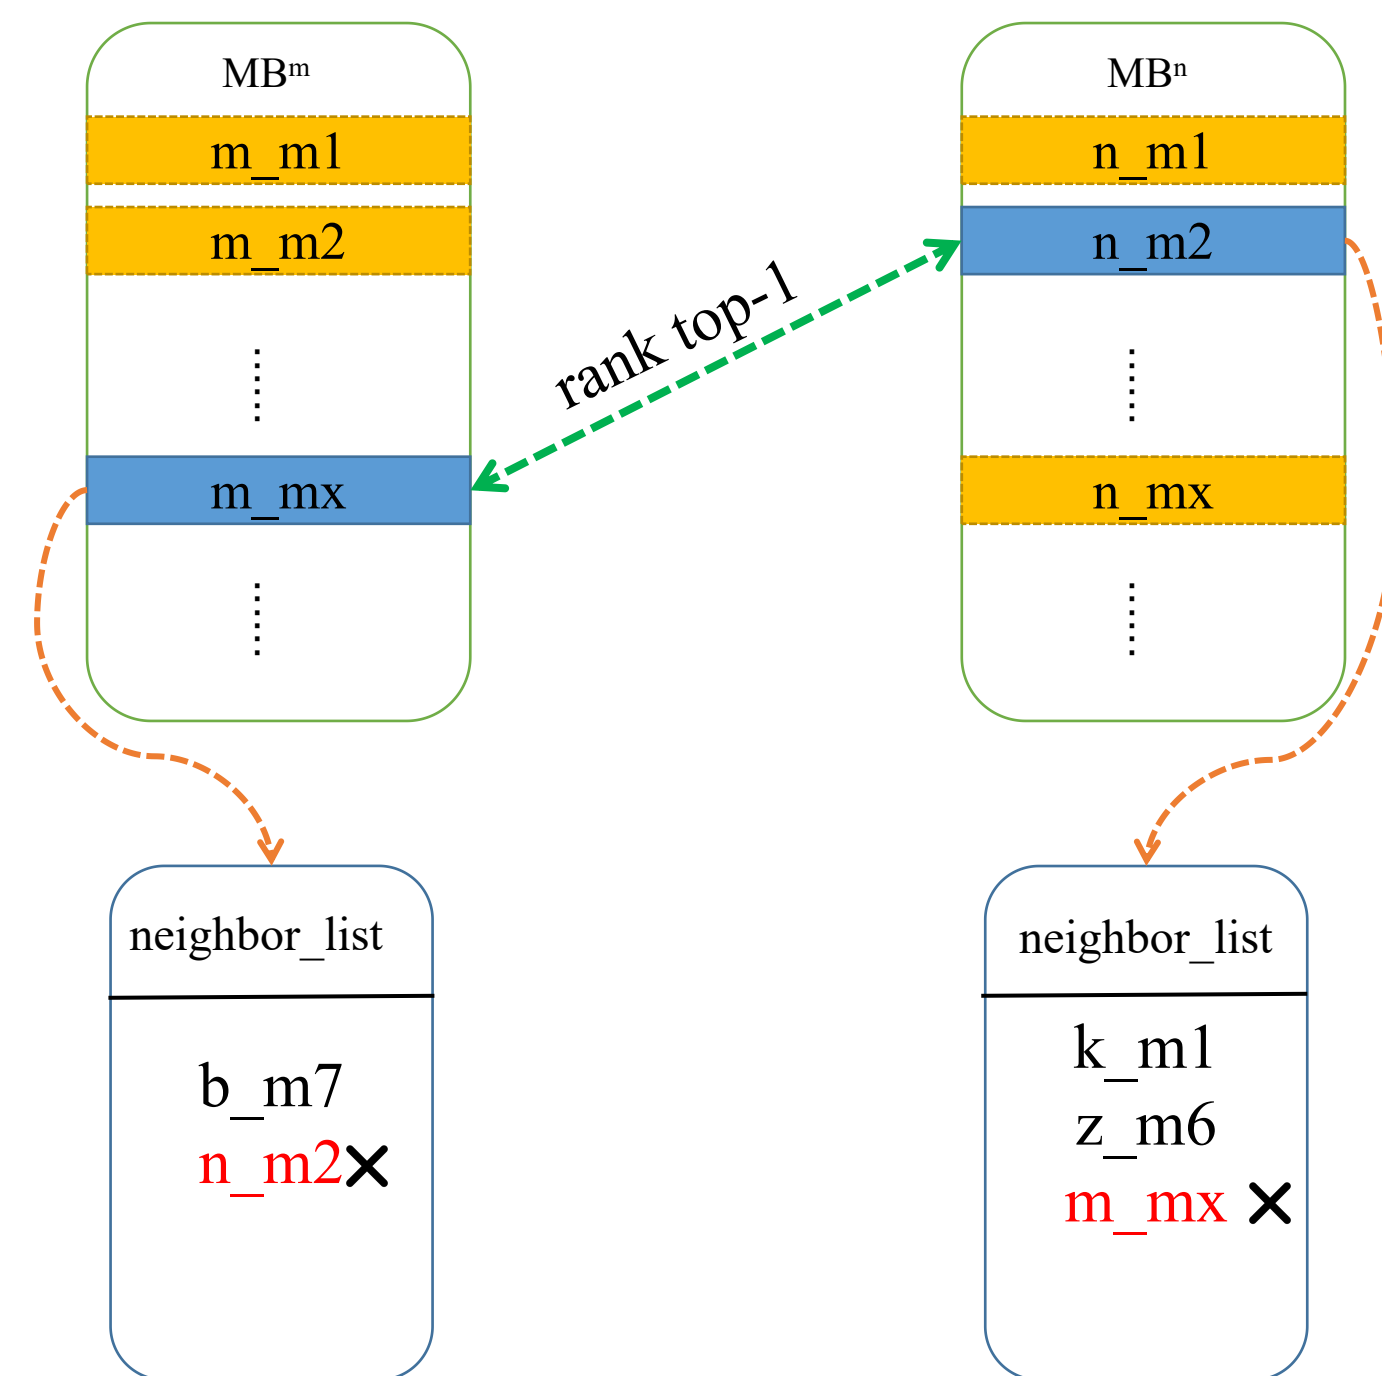 MBᵐ
m_m1
m_m2
m_mx
rank top-1
MBⁿ
n_m1
n_m2
n_mx
neighbor_list
b_m7
n_m2
neighbor_list
k_m1
z_m6
m_mx